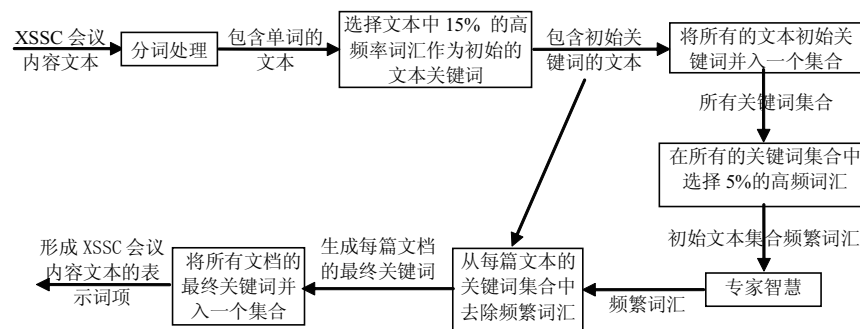 XSSC 会议
内容文本
分词处理
包含单词的
文本
选择文本中 15% 的高
频率词汇作为初始的
文本关键词
包含初始关
键词的文本
将所有的文本初始关
键词并入一个集合
所有关键词集合
在所有的关键词集合中
选择 5%的高频词汇
初始文本集合频繁词汇
专家智慧
频繁词汇
从每篇文本的
关键词集合中
去除频繁词汇
生成每篇文档
的最终关键词
将所有文档的
最终关键词并
入一个集合
形成 XSSC 会议
内容文本的表
示词项